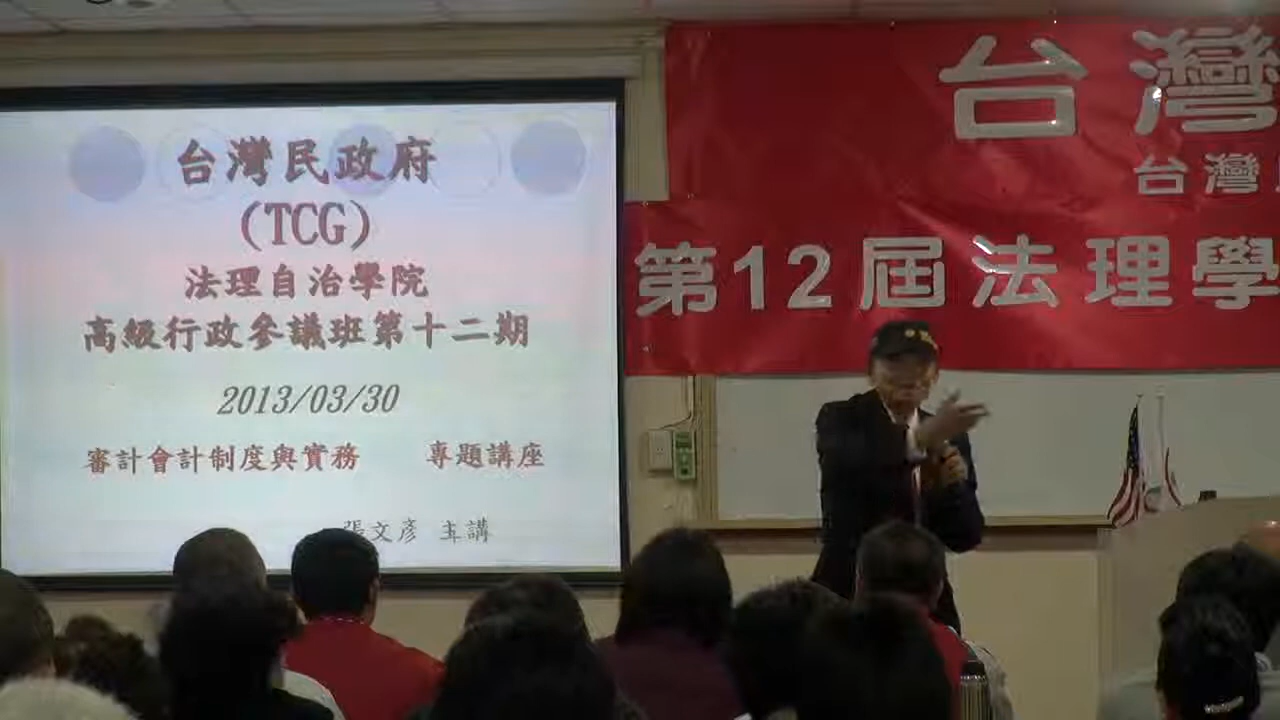 台灣民政府
(TCG)
法理自治學院
高級行政參議班第十二期
2013/03/30
審計會計制度與實務 專題講座
張文彥 主講
台灣
台灣
第12屆法理學